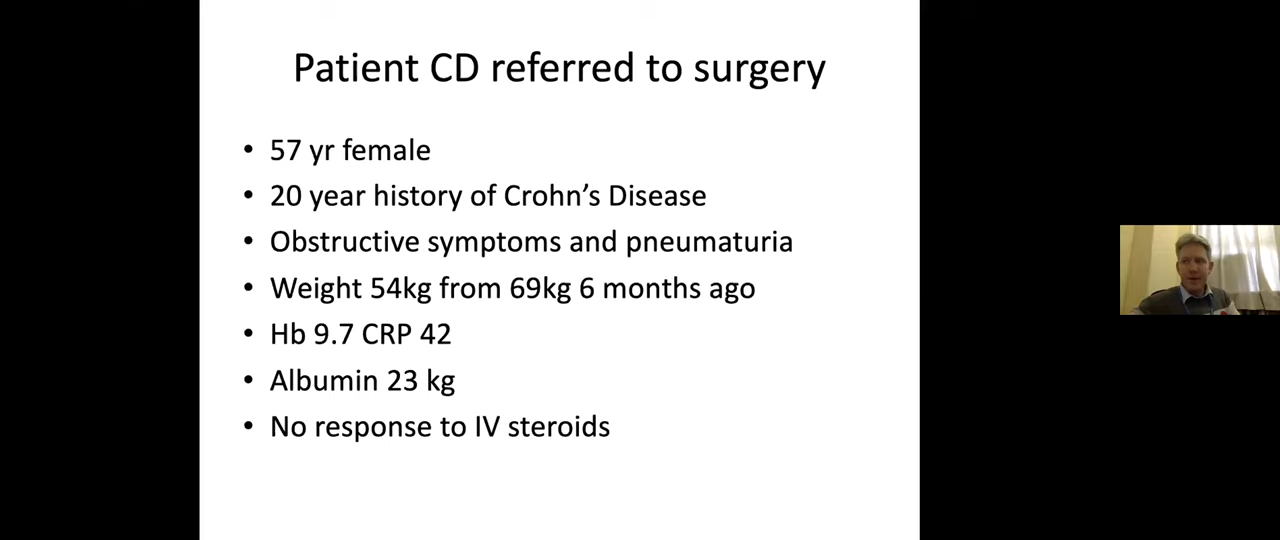 Patient CD referred to surgery
• 57 yr female
• 20 year history of Crohn’s Disease
• Obstructive symptoms and pneumaturia
• Weight 54kg from 69kg 6 months ago
• Hb 9.7 CRP 42
• Albumin 23 kg
• No response to IV steroids